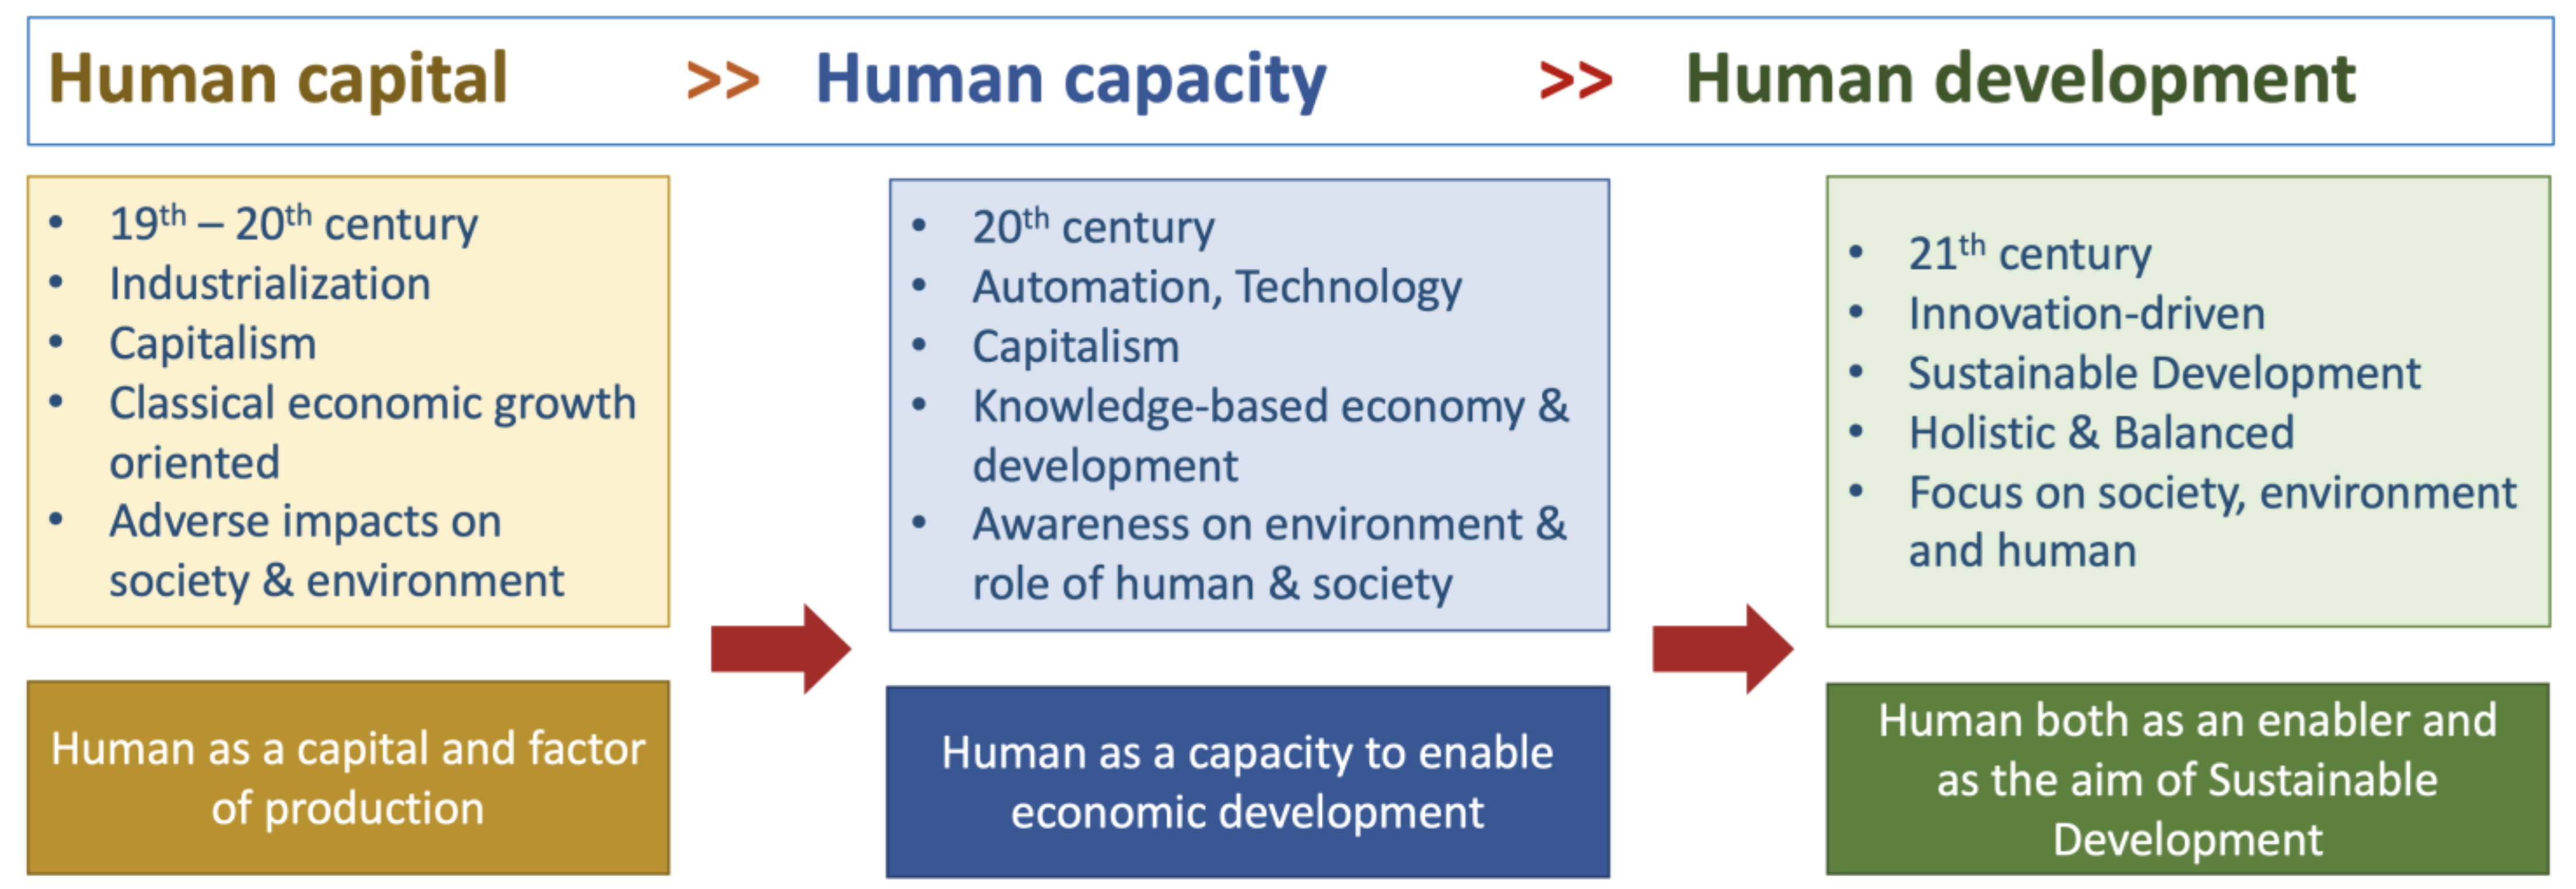 Human capital >> Human capacity >> Human development
• 19th – 20th century
• Industrialization
• Capitalism
• Classical economic growth
oriented
• Adverse impacts on
society & environment
Human as a capital and factor
of production
• 20th century
• Automation, Technology
• Capitalism
• Knowledge-based economy &
development
• Awareness on environment &
role of human & society
Human as a capacity to enable
economic development
• 21th century
• Innovation-driven
• Sustainable Development
• Holistic & Balanced
• Focus on society, environment
and human
Human both as an enabler and
as the aim of Sustainable
Development